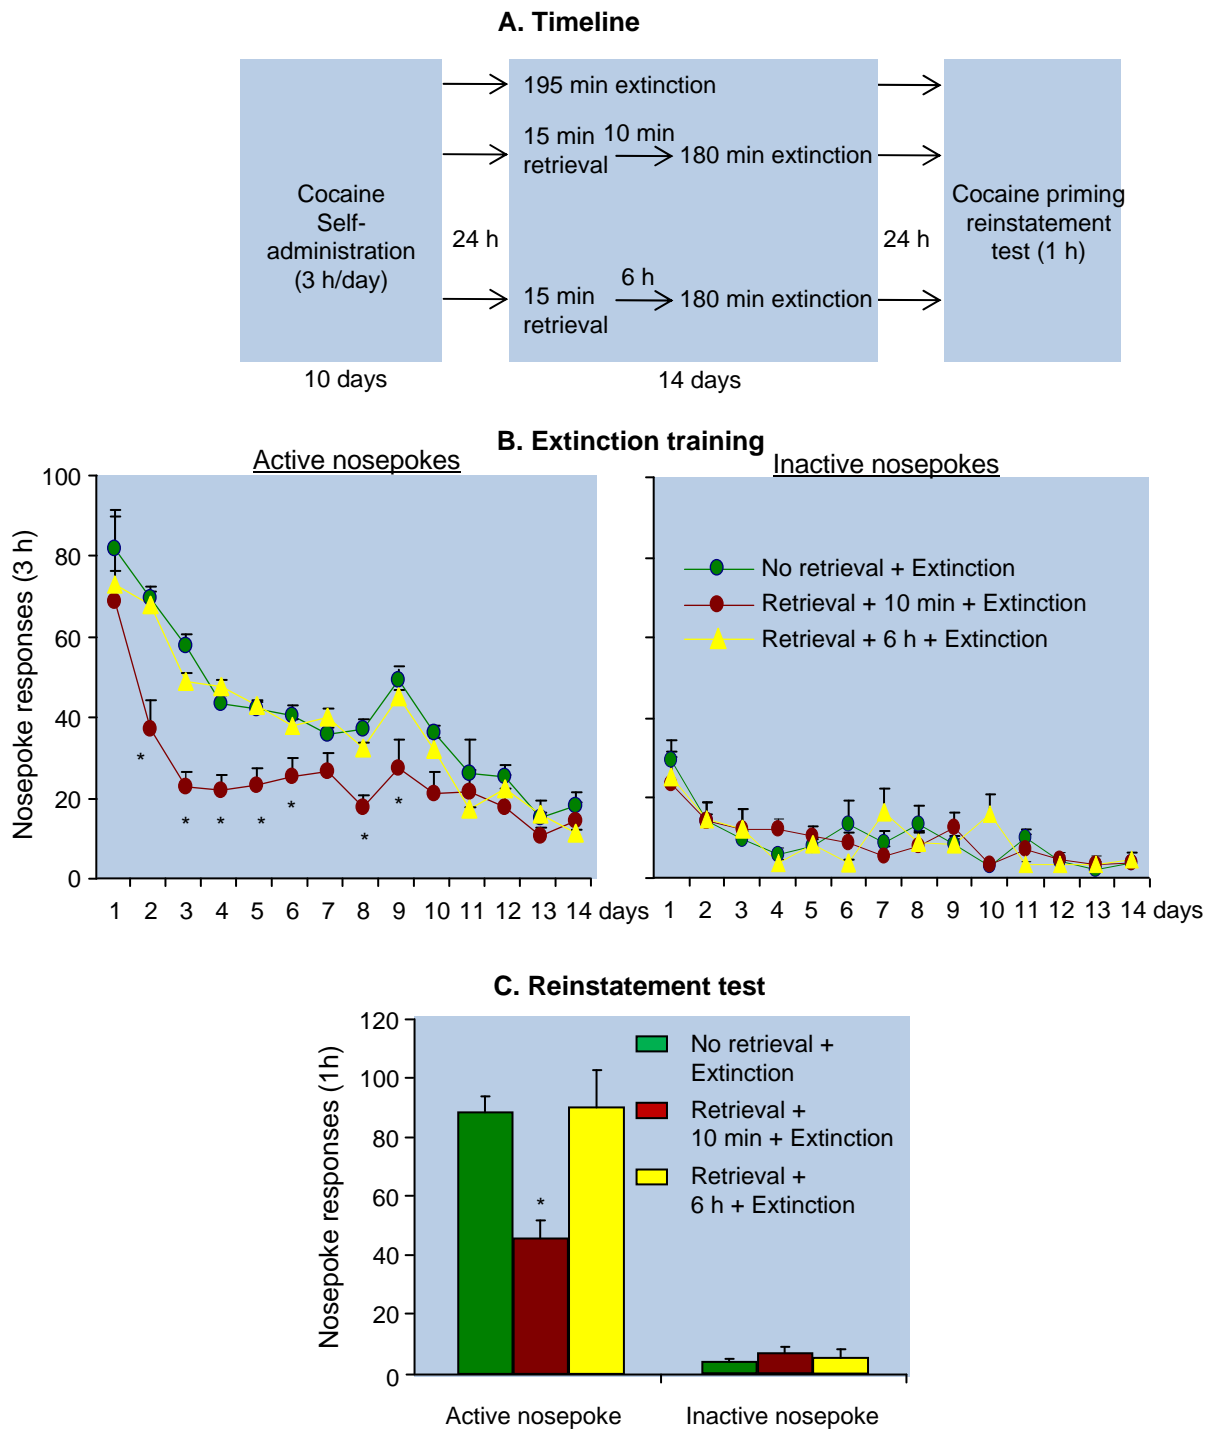 A. Timeline
195 min extinction
15 min
retrieval
10 min
180 min extinction
Cocaine
Self-
administration
(3 h/day)
24 h
6 h
15 min
retrieval
180 min extinction
24 h
Cocaine priming
reinstatement
test (1 h)
10 days
14 days
B. Extinction training
Active nosepokes
Inactive nosepokes
Nosepoke responses (3 h)
100
80
60
40
20
0
*
*
*
*
*
*
*
1 2 3 4 5 6 7 8 9 10 11 12 13 14 days
No retrieval + Extinction
Retrieval + 10 min + Extinction
Retrieval + 6 h + Extinction
1 2 3 4 5 6 7 8 9 10 11 12 13 14 days
C. Reinstatement test
Nosepoke responses (1h)
120
100
80
60
40
20
0
*
No retrieval +
Extinction
Retrieval +
10 min + Extinction
Retrieval +
6 h + Extinction
Active nosepoke
Inactive nosepoke